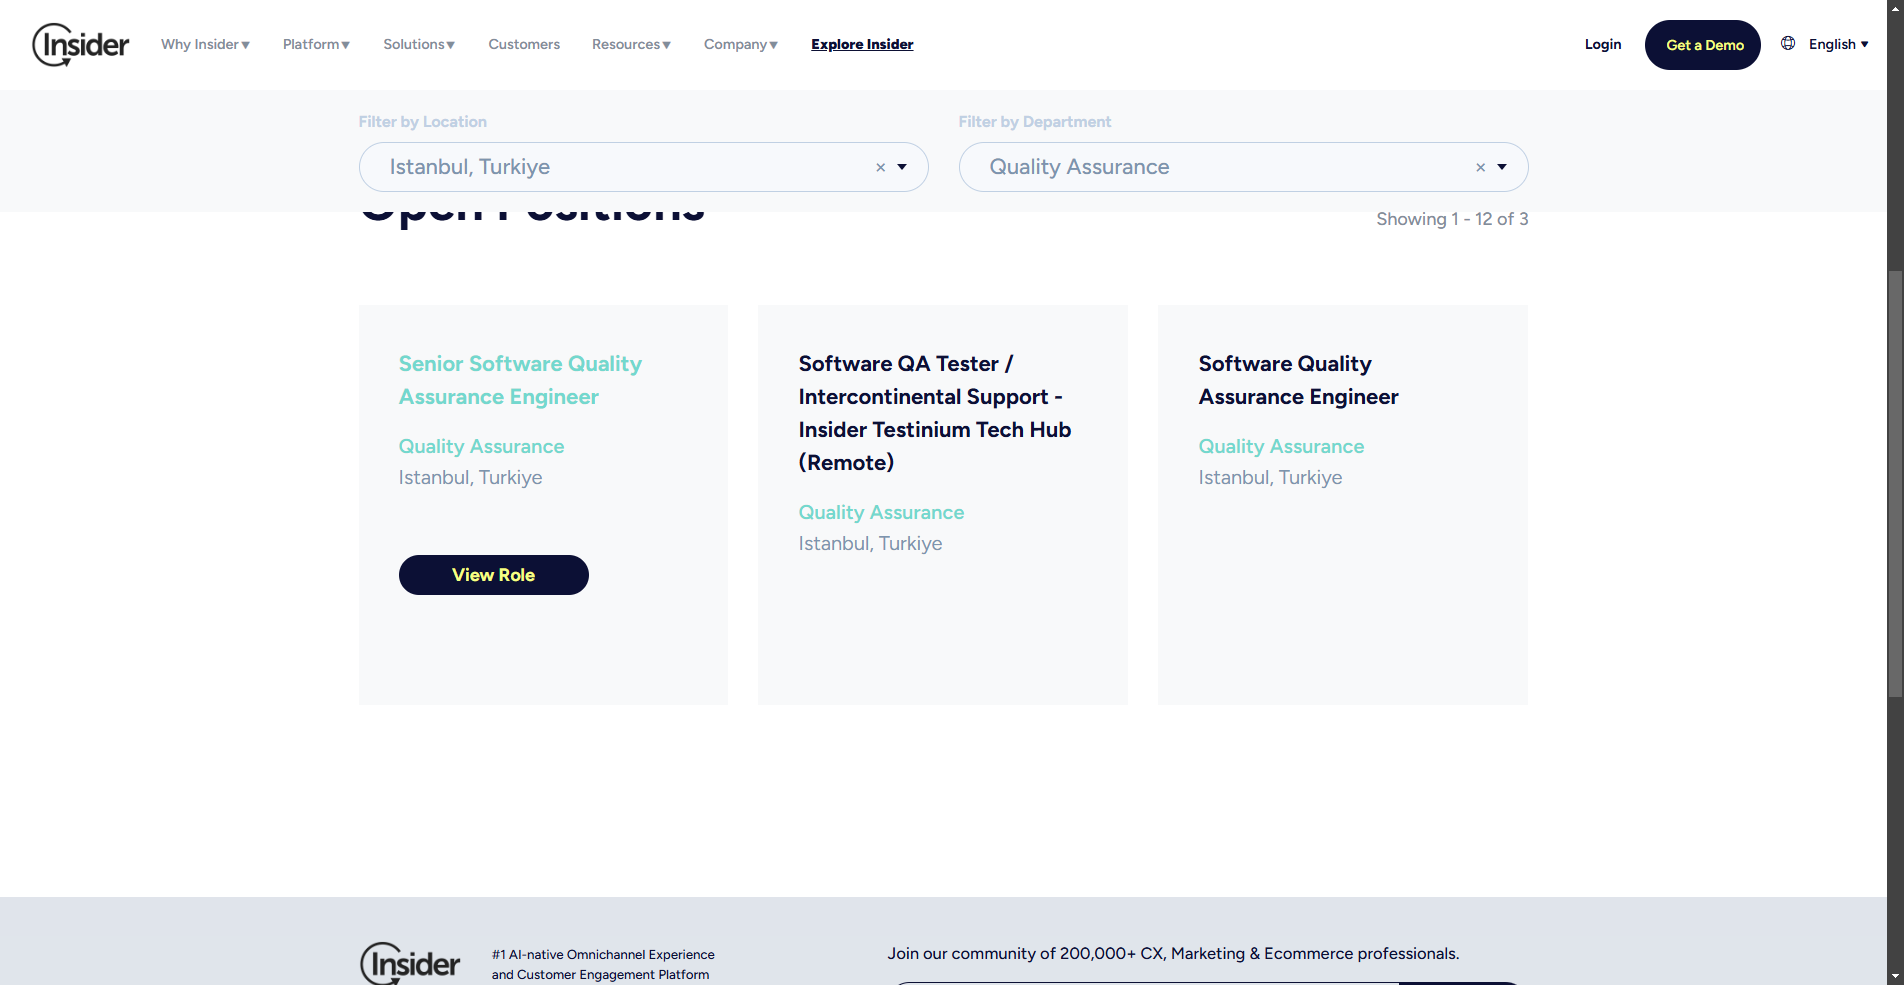 Insider
Why Insider▼
Platform▼
Solutions▼
Customers
Resources▼
Company▼
Explore Insider
Login
Get a Demo
English ▼
Filter by Location
Filter by Department
Istanbul, Turkiye
×
Quality Assurance
×
Open Positions
Showing 1 - 12 of 3
Senior Software Quality
Assurance Engineer
Quality Assurance
Istanbul, Turkiye
View Role
Software QA Tester /
Intercontinental Support -
Insider Testinium Tech Hub
(Remote)
Quality Assurance
Istanbul, Turkiye
Software Quality
Assurance Engineer
Quality Assurance
Istanbul, Turkiye
Insider
#1 AI-native Omnichannel Experience
and Customer Engagement Platform
Join our community of 200,000+ CX, Marketing & Ecommerce professionals.